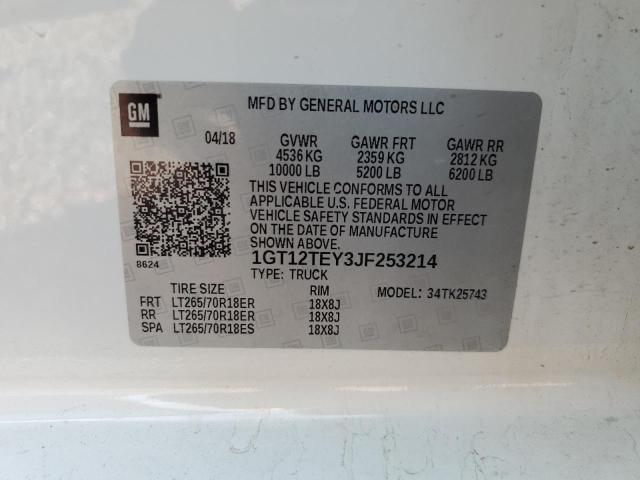 GM
MFD BY GENERAL MOTORS LLC
04/18 GVWR GAWR FRT GAWR RR
4536 KG 2359 KG 2812 KG
10000 LB 5200 LB 6200 LB
THIS VEHICLE CONFORMS TO ALL
APPLICABLE U.S. FEDERAL MOTOR
VEHICLE SAFETY STANDARDS IN EFFECT
ON THE DATE OF MANUFACTURE
SHOWN ABOVE.
8624
1GT12TEY3JF253214
TYPE: TRUCK MODEL: 34TK25743
TIRE SIZE RIM
FRT LT265/70R18ER 18X8J
RR LT265/70R18ER 18X8J
SPA LT265/70R18ES 18X8J